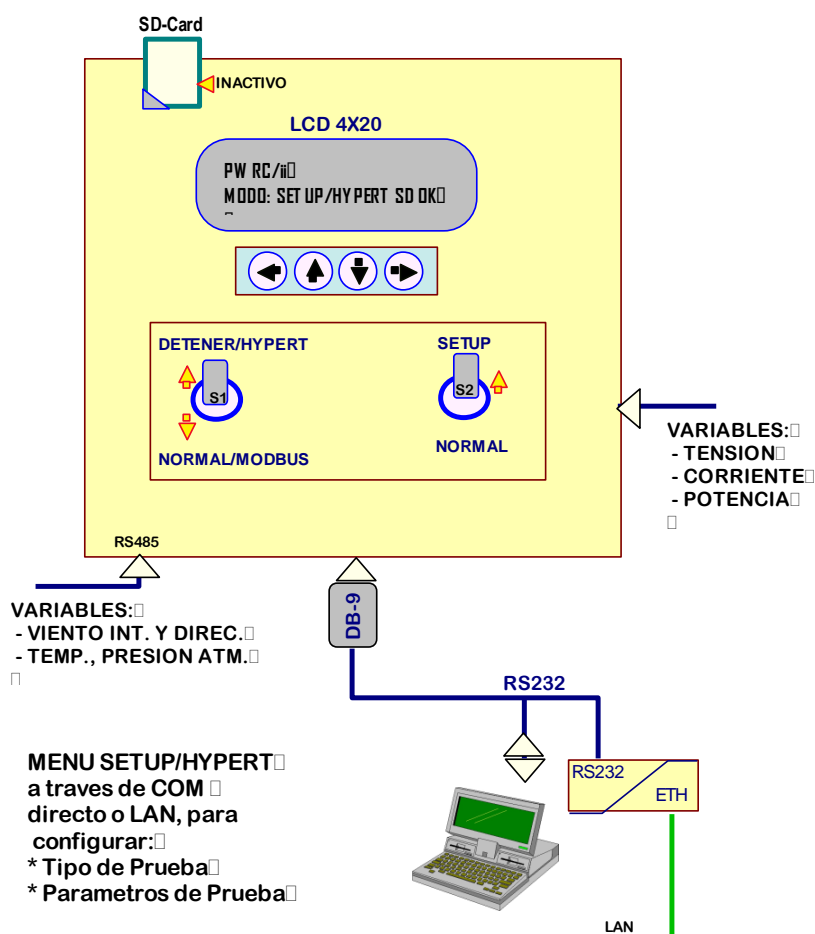 SD-Card
INACTIVO
LCD 4X20
PW RC/ii
MODO: SET UP/HYPERT SD OK
DETENER/HYPERT
SETUP
S1
S2
NORMAL/MODBUS
NORMAL
VARIABLES:
- TENSION
- CORRIENTE
- POTENCIA
RS485
VARIABLES:
- VIENTO INT. Y DIREC.
- TEMP., PRESION ATM.
DB-9
RS232
MENU SETUP/HYPERT
a traves de COM
directo o LAN, para
configurar:
* Tipo de Prueba
* Parametros de Prueba
RS232
ETH
LAN